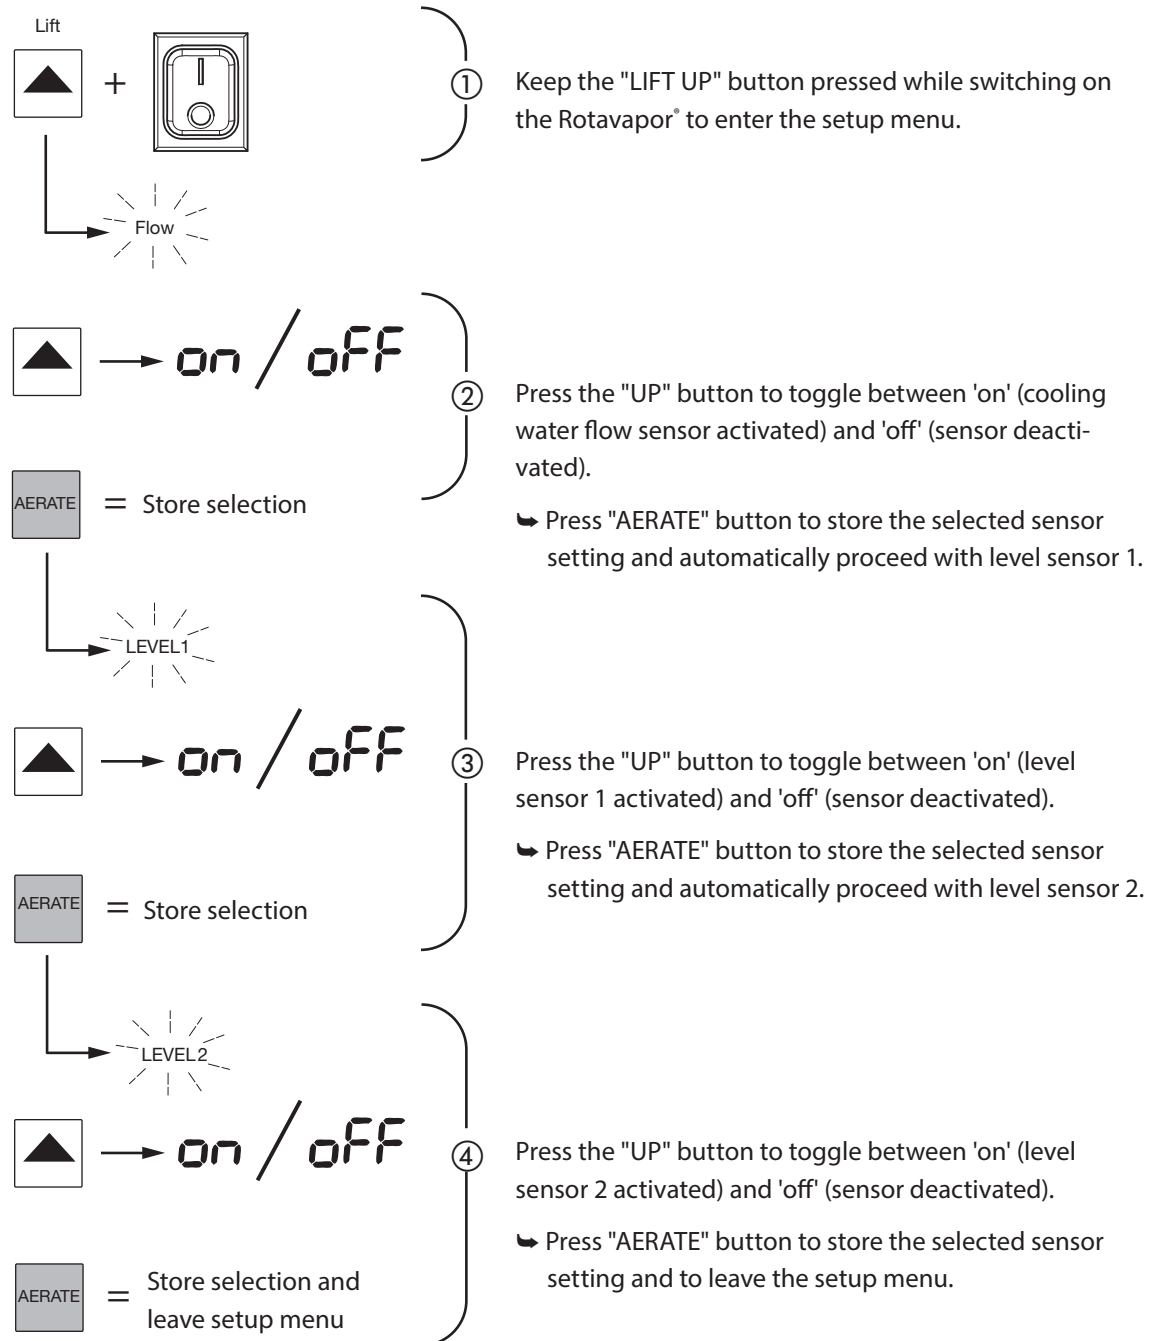 Lift
+
① Keep the "LIFT UP" button pressed while switching on
the Rotavapor® to enter the setup menu.
Flow
on / oFF
② Press the "UP" button to toggle between 'on' (cooling
water flow sensor activated) and 'off' (sensor deacti-
vated).
AERATE = Store selection
➥ Press "AERATE" button to store the selected sensor
setting and automatically proceed with level sensor 1.
LEVEL1
on / oFF
③ Press the "UP" button to toggle between 'on' (level
sensor 1 activated) and 'off' (sensor deactivated).
➥ Press "AERATE" button to store the selected sensor
setting and automatically proceed with level sensor 2.
AERATE = Store selection
LEVEL2
on / oFF
④ Press the "UP" button to toggle between 'on' (level
sensor 2 activated) and 'off' (sensor deactivated).
➥ Press "AERATE" button to store the selected sensor
setting and to leave the setup menu.
AERATE = Store selection and
leave setup menu